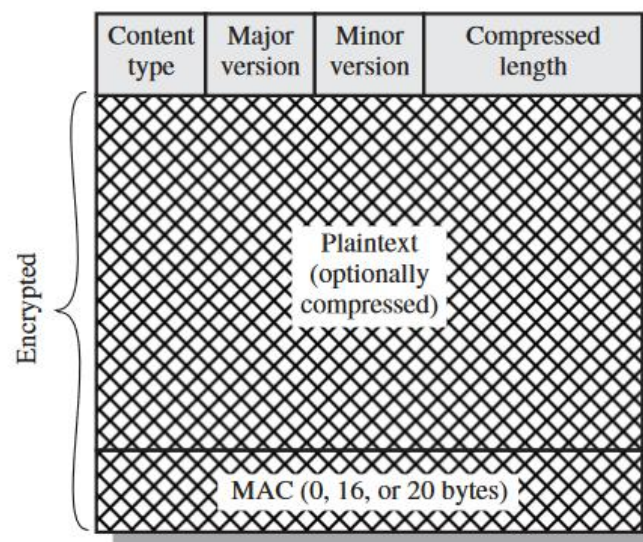 Content type
Major version
Minor version
Compressed length
Encrypted
Plaintext
(optionally
compressed)
MAC (0, 16, or 20 bytes)